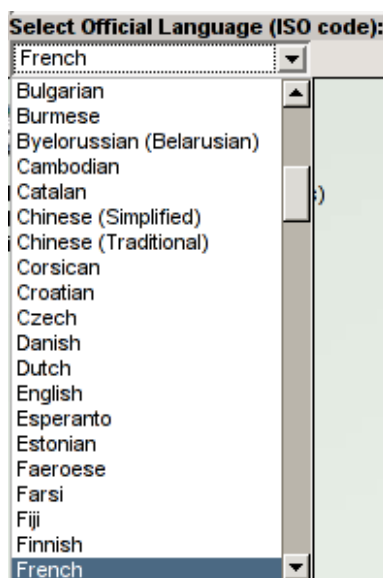 Select Official Language (ISO code):
French
Bulgarian
Burmese
Byelorussian (Belarusian)
Cambodian
Catalan
Chinese (Simplified)
Chinese (Traditional)
Corsican
Croatian
Czech
Danish
Dutch
English
Esperanto
Estonian
Faeroese
Farsi
Fiji
Finnish
French